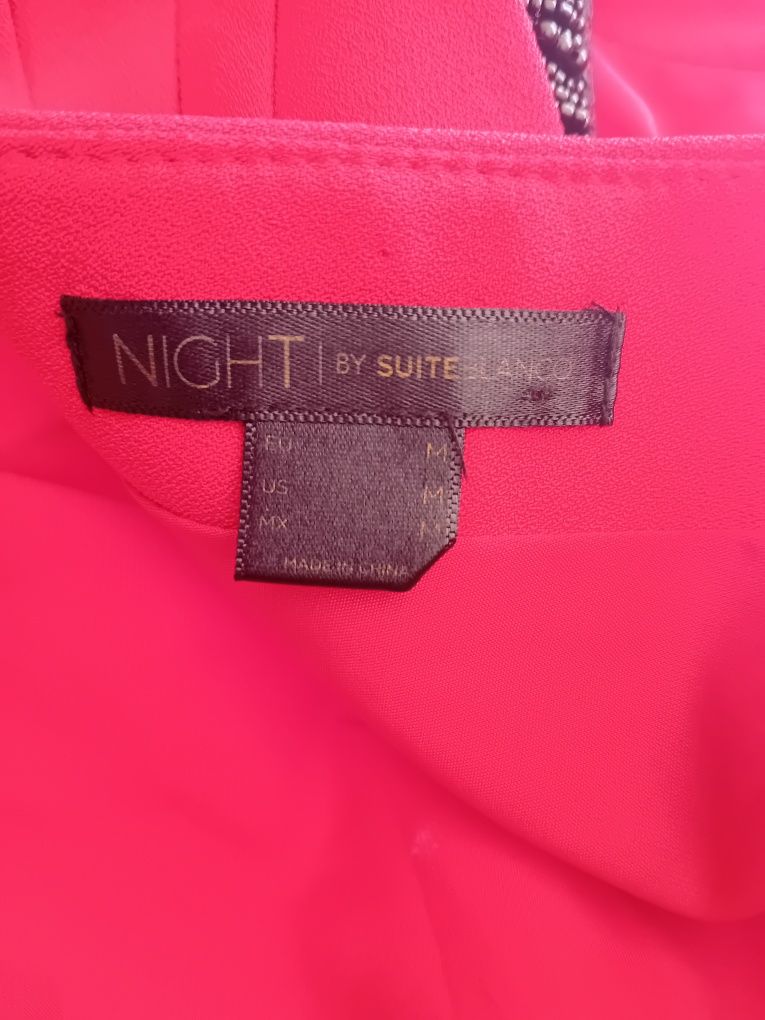 NIGHT | BY SUITEBLANCO
EU M
US M
MX M
MADE IN CHINA